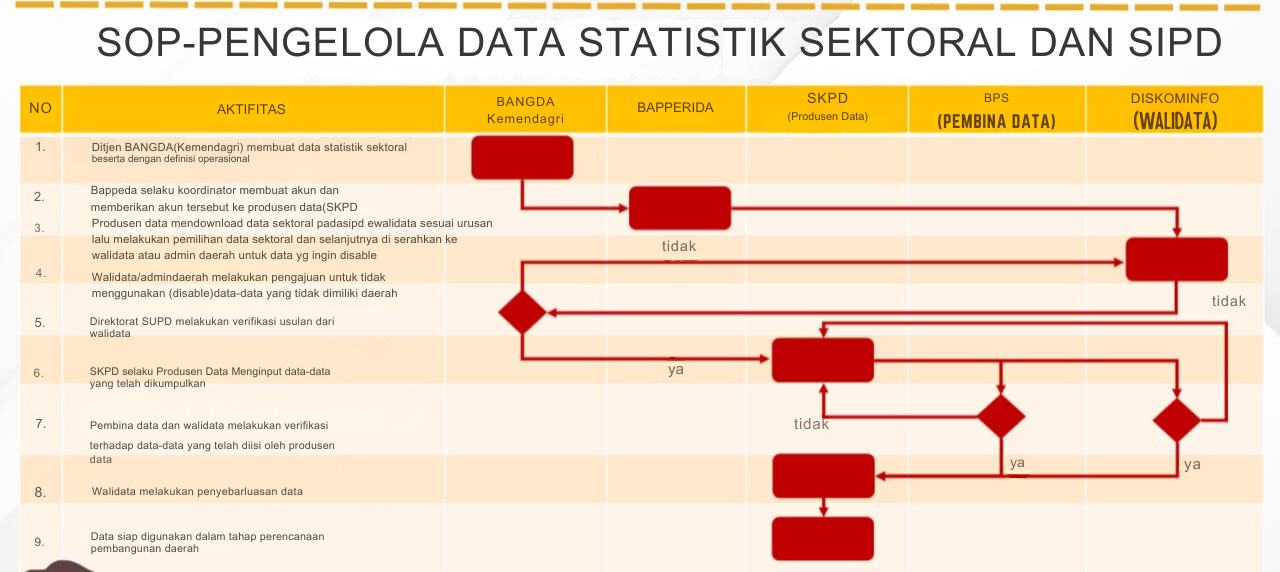 SOP-PENGELOLA DATA STATISTIK SEKTORAL DAN SIPD
NO
AKTIFITAS
BANGDA
Kemendagri
BAPPERIDA
SKPD
(Produsen Data)
BPS
(PEMBINA DATA)
DISKOMINFO
(WALIDATA)
1.
Ditjen BANGDA(Kemendagri) membuat data statistik sektoral
beserta dengan definisi operasional
2.
Bappeda selaku koordinator membuat akun dan
memberikan akun tersebut ke produsen data(SKPD
3.
Produsen data mendownload data sektoral padasipd ewalidata sesuai urusan
lalu melakukan pemilihan data sektoral dan selanjutnya di serahkan ke
walidata atau admin daerah untuk data yg ingin disable
4.
Walidata/admindaerah melakukan pengajuan untuk tidak
menggunakan (disable)data-data yang tidak dimiliki daerah
5.
Direktorat SUPD melakukan verifikasi usulan dari
walidata
6.
SKPD selaku Produsen Data Menginput data-data
yang telah dikumpulkan
7.
Pembina data dan walidata melakukan verifikasi
terhadap data-data yang telah diisi oleh produsen
data
8.
Walidata melakukan penyebarluasan data
9.
Data siap digunakan dalam tahap perencanaan
pembangunan daerah
tidak
tidak
ya
tidak
ya
ya